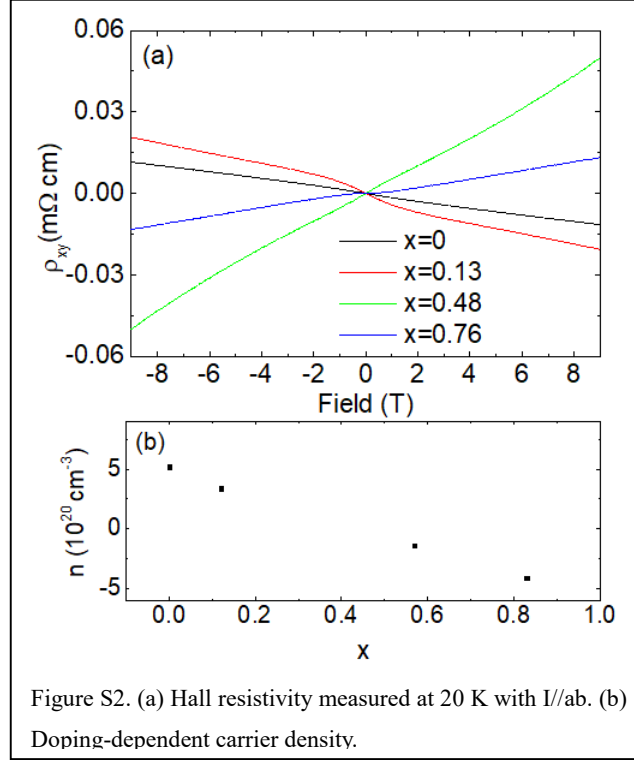 0.06
(a)
0.03
0.00
-0.03
-0.06
ρxy(mΩ cm)
x=0
x=0.13
x=0.48
x=0.76
-8 -6 -4 -2 0 2 4 6 8
Field (T)
(b)
5
0
-5
n (10^20 cm^-3)
0.0 0.2 0.4 0.6 0.8 1.0
x
Figure S2. (a) Hall resistivity measured at 20 K with I//ab. (b)
Doping-dependent carrier density.